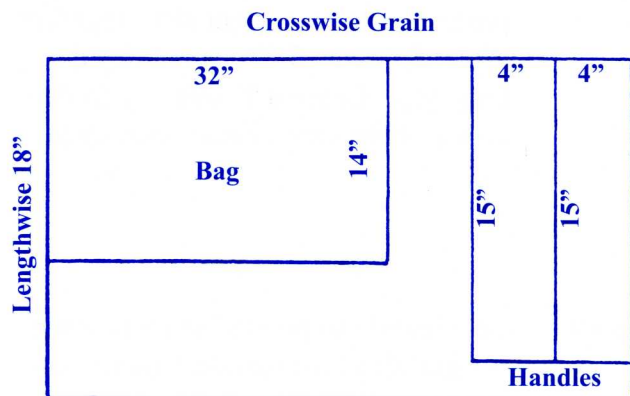 Crosswise Grain
32”
4”
4”
Lengthwise 18”
Bag
14”
15”
15”
Handles